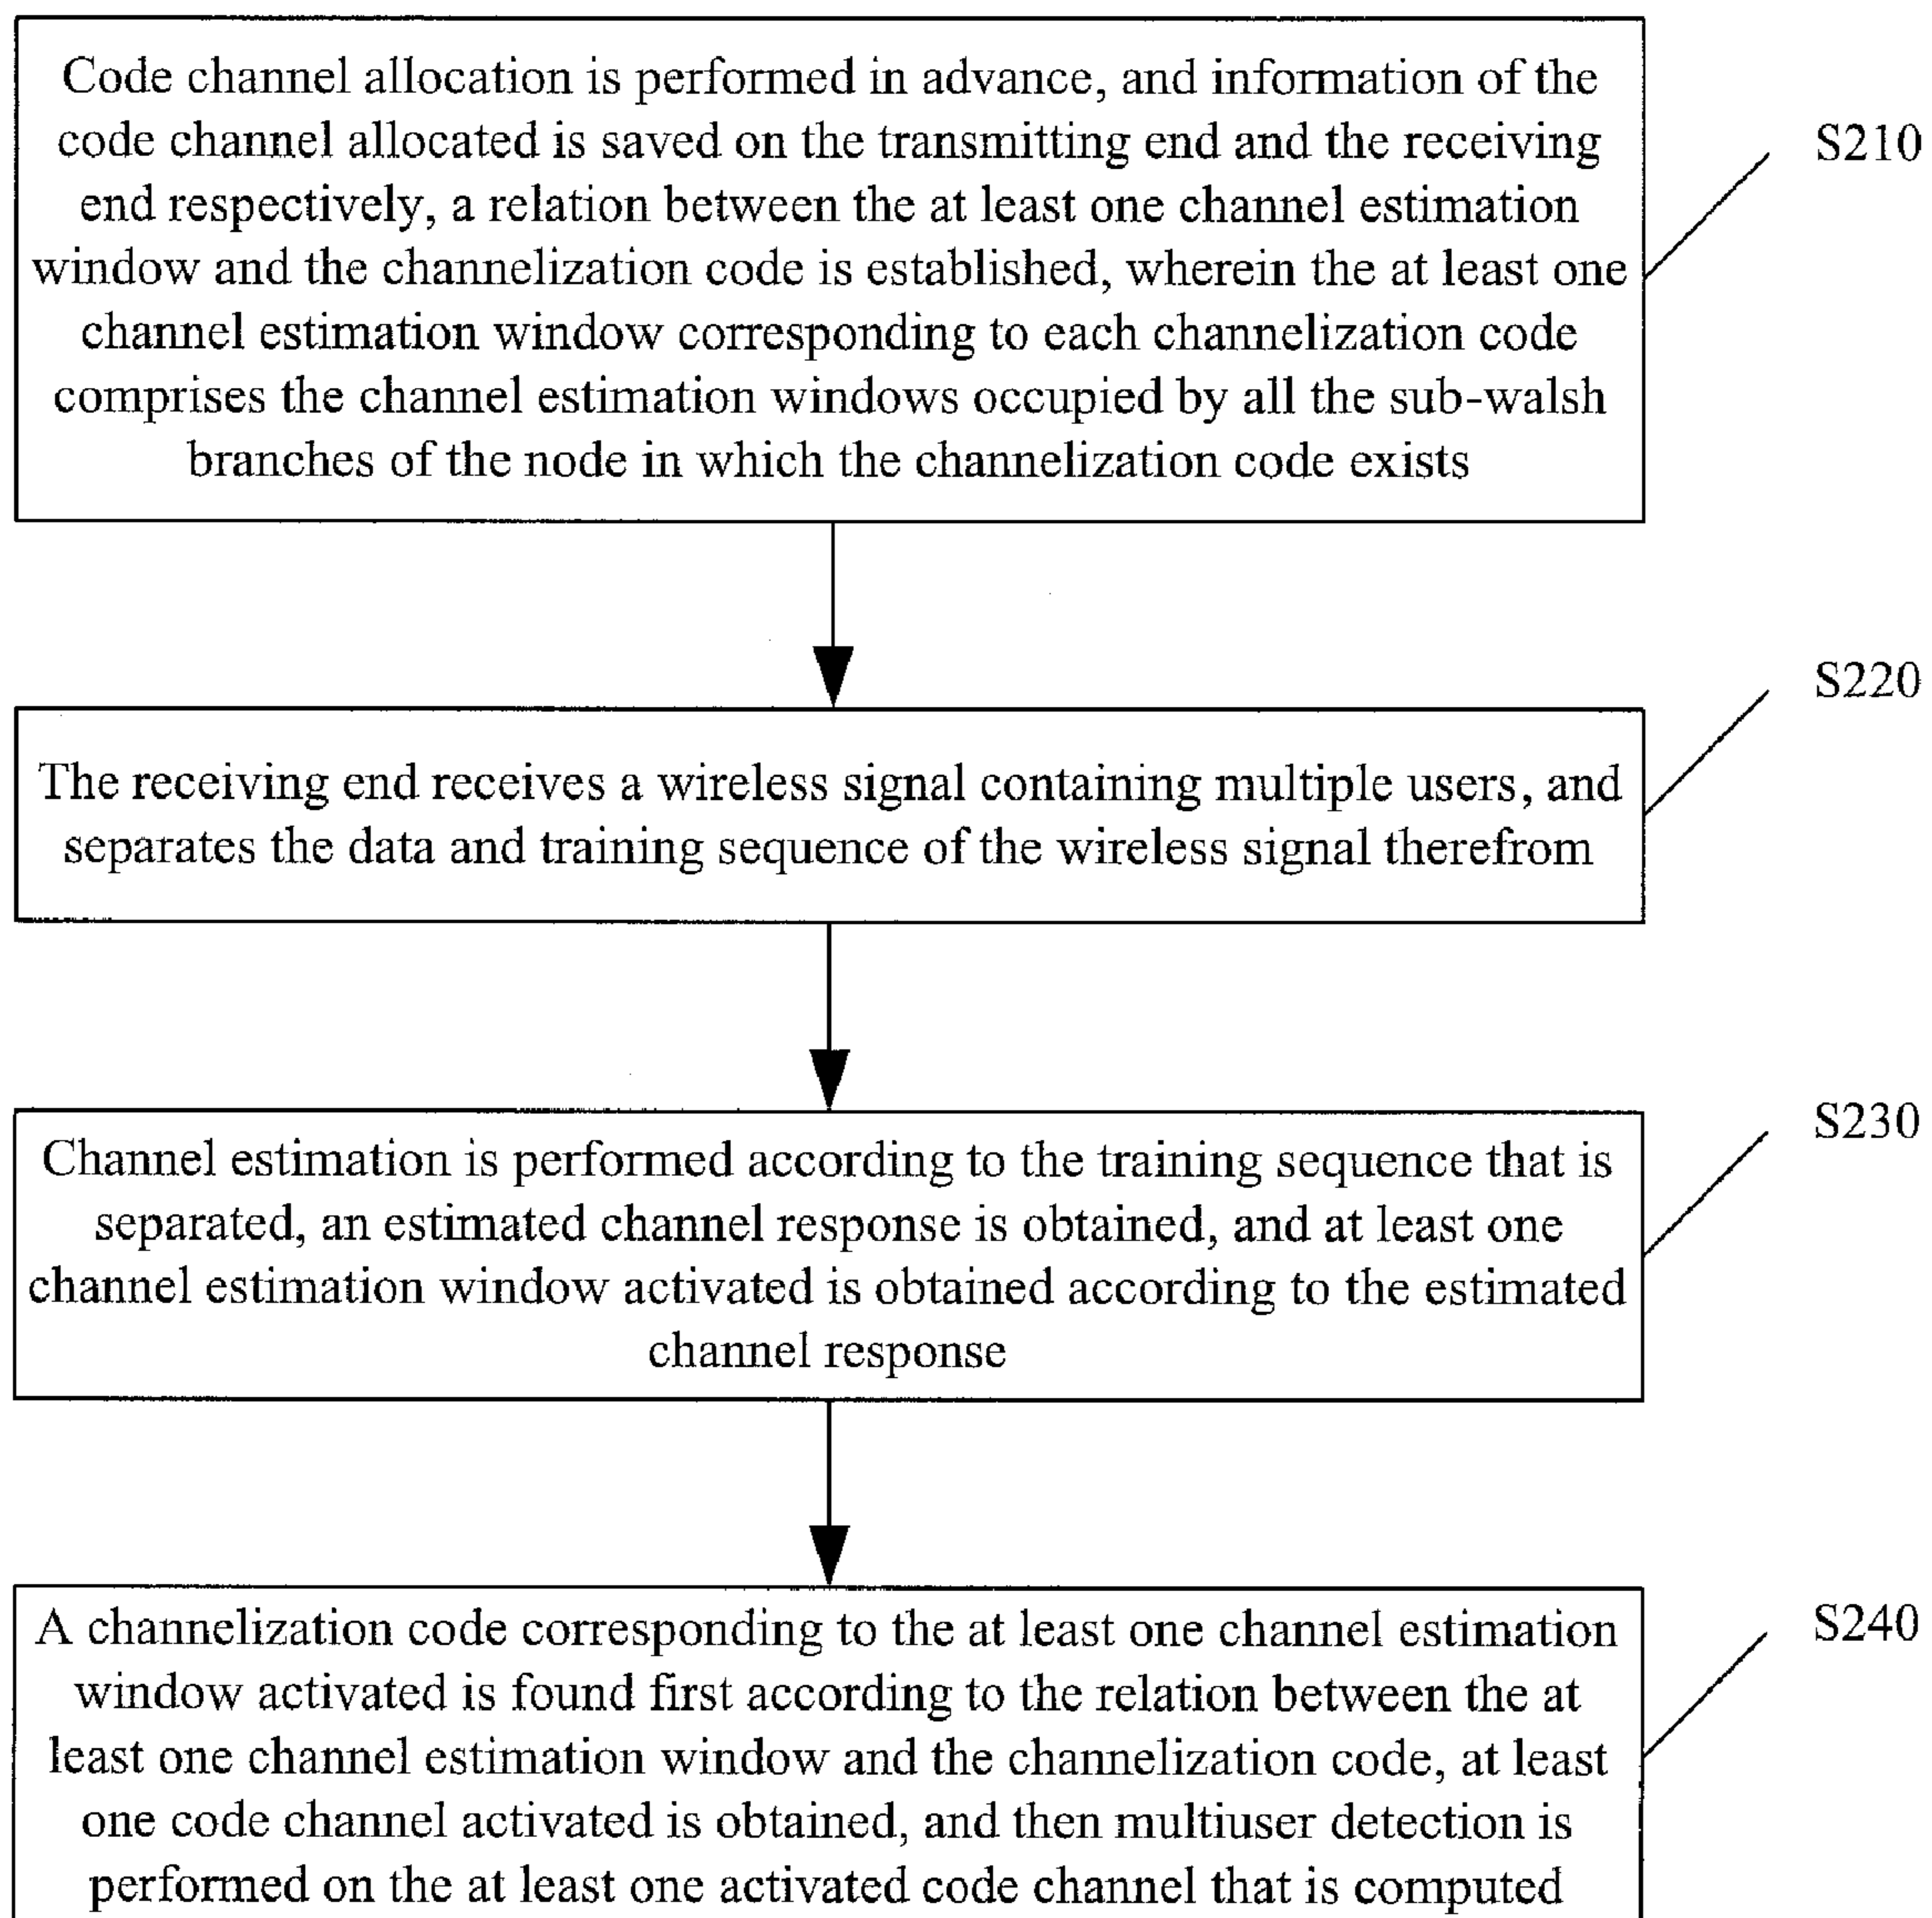 Code channel allocation is performed in advance, and information of the
code channel allocated is saved on the transmitting end and the receiving
end respectively, a relation between the at least one channel estimation
window and the channelization code is established, wherein the at least one
channel estimation window corresponding to each channelization code
comprises the channel estimation windows occupied by all the sub-walsh
branches of the node in which the channelization code exists
S210
The receiving end receives a wireless signal containing multiple users, and
separates the data and training sequence of the wireless signal therefrom
S220
Channel estimation is performed according to the training sequence that is
separated, an estimated channel response is obtained, and at least one
channel estimation window activated is obtained according to the estimated
channel response
S230
A channelization code corresponding to the at least one channel estimation
window activated is found first according to the relation between the at
least one channel estimation window and the channelization code, at least
one code channel activated is obtained, and then multiuser detection is
performed on the at least one activated code channel that is computed
S240